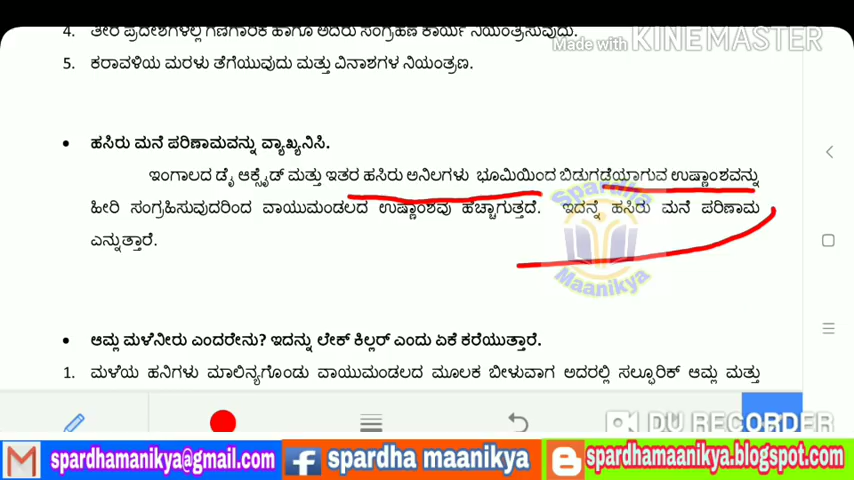 4. ತೀರ ಪ್ರದೇಶಗಳಲ್ಲಿ ಗಣಿಗಾರಿಕೆ ಹಾಗೂ ಅದರು ಸಂಗ್ರಹಣೆ ಕಾರ್ಯ ನಿಯಂತ್ರಿಸುವುದು.
Made with KINEMASTER
5. ಕರಾವಳಿಯ ಮರಳು ತೆಗೆಯುವುದು ಮತ್ತು ವಿನಾಶಗಳ ನಿಯಂತ್ರಣ.
• ಹಸಿರು ಮನೆ ಪರಿಣಾಮವನ್ನು ವ್ಯಾಖ್ಯನಿಸಿ.
ಇಂಗಾಲದ ಡೈ ಆಕ್ಸೈಡ್ ಮತ್ತು ಇತರ ಹಸಿರು ಅನಿಲಗಳು ಭೂಮಿಯಿಂದ ಬಿಡುಗಡೆಯಾಗುವ ಉಷ್ಣಾಂಶವನ್ನು
ಹೀರಿ ಸಂಗ್ರಹಿಸುವುದರಿಂದ ವಾಯುಮಂಡಲದ ಉಷ್ಣಾಂಶವು ಹೆಚ್ಚಾಗುತ್ತದೆ. ಇದನ್ನೆ ಹಸಿರು ಮನೆ ಪರಿಣಾಮ
ಎನ್ನುತ್ತಾರೆ.
Spardha
Maanikya
• ಆಮ್ಲ ಮಳೆನೀರು ಎಂದರೇನು? ಇದನ್ನು ಲೇಕ್ ಕಿಲ್ಲರ್ ಎಂದು ಏಕೆ ಕರೆಯುತ್ತಾರೆ.
1. ಮಳೆಯ ಹನಿಗಳು ಮಾಲಿನ್ಯಗೊಂಡು ವಾಯುಮಂಡಲದ ಮೂಲಕ ಬೀಳುವಾಗ ಅದರಲ್ಲಿ ಸಲ್ಫೂರಿಕ್ ಆಮ್ಲ ಮತ್ತು
DU RECORDER
spardhamanikya@gmail.com spardha maanikya spardhamaanikya.blogspot.com